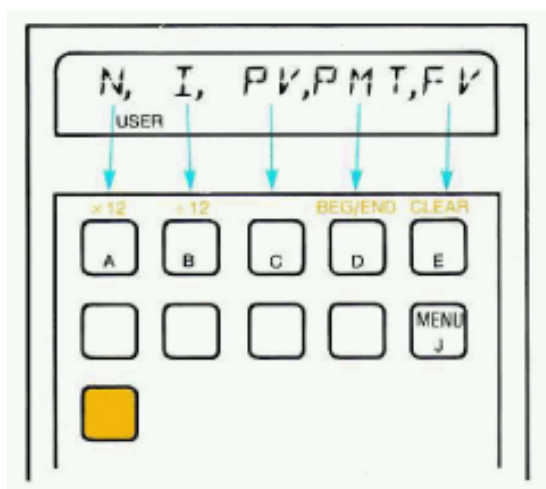 N, I, PV,PMT,FV
USER
×12 ÷12 BEG/END CLEAR
A B C D E
MENU
J